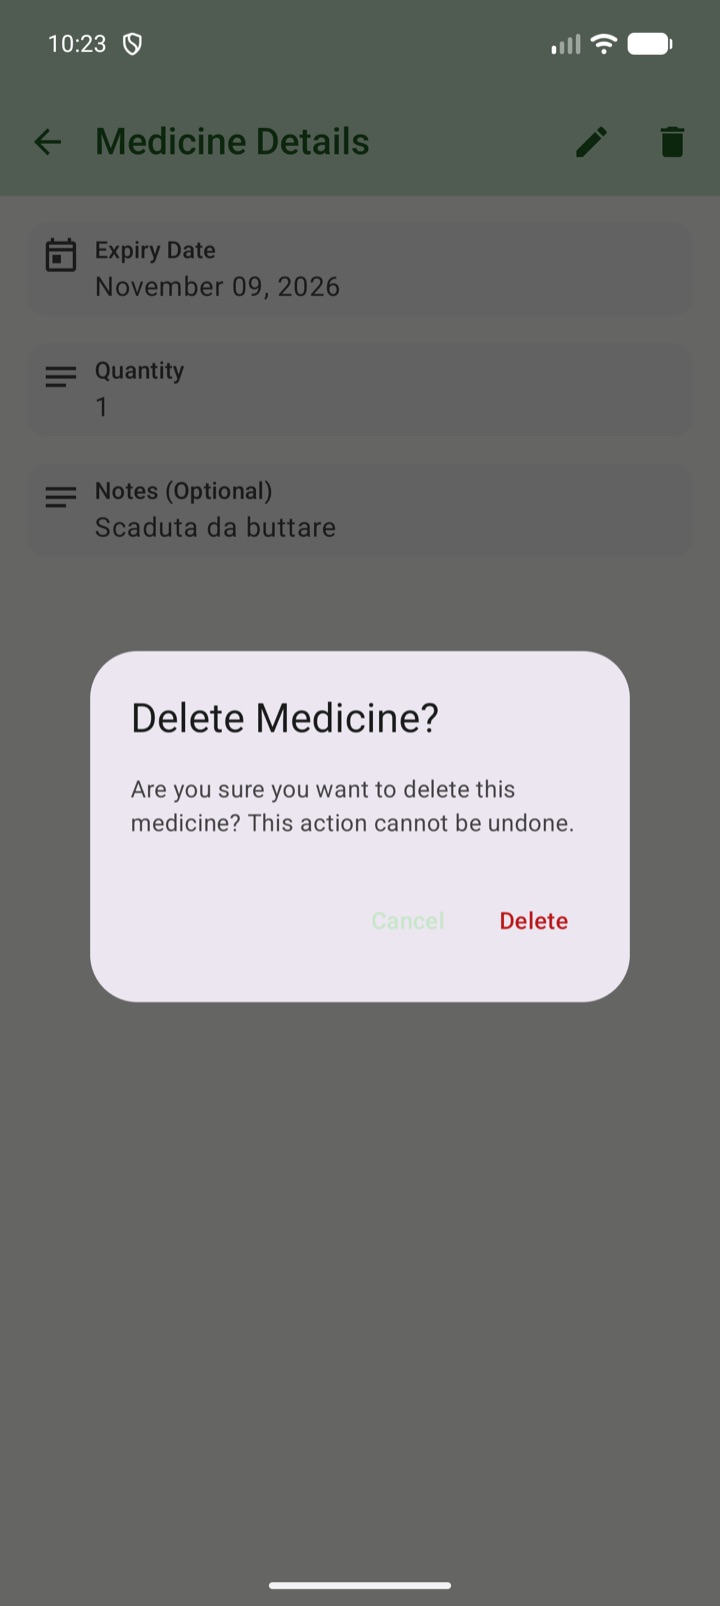 10:23
Medicine Details
Expiry Date
November 09, 2026
Quantity
1
Notes (Optional)
Scaduta da buttare
Delete Medicine?
Are you sure you want to delete this
medicine? This action cannot be undone.
Cancel Delete